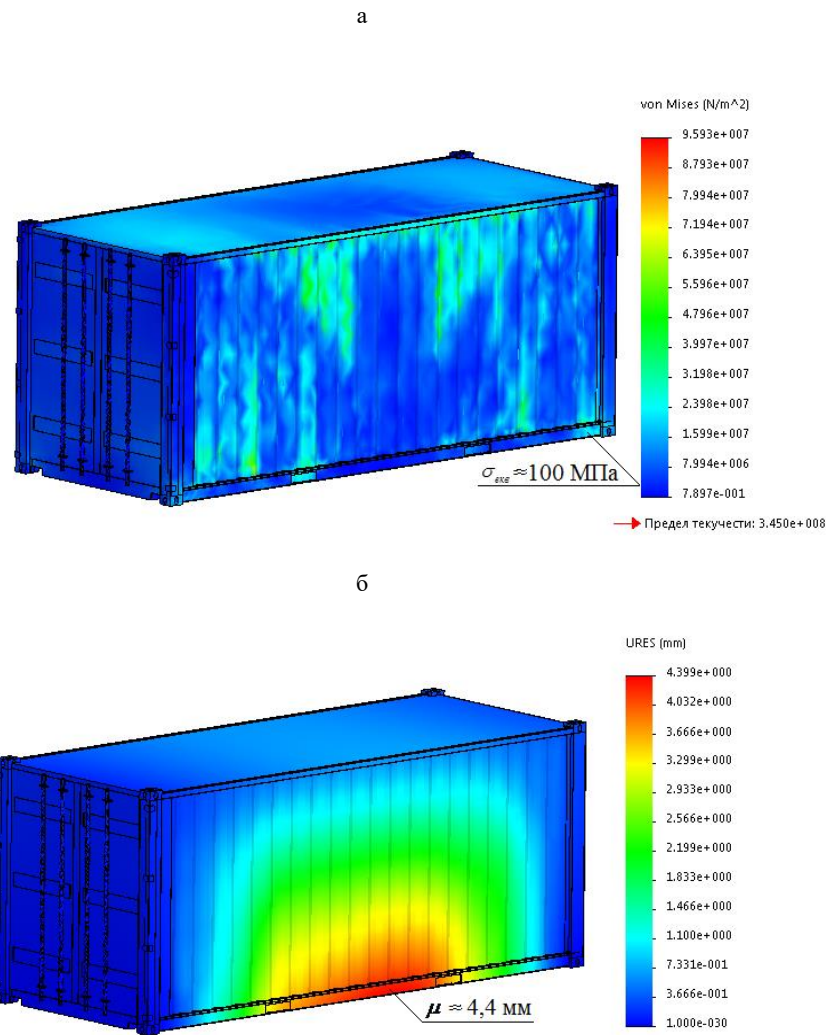 а
von Mises (N/m^2)
9.593e+007
8.793e+007
7.994e+007
7.194e+007
6.395e+007
5.596e+007
4.796e+007
3.997e+007
3.198e+007
2.398e+007
1.599e+007
7.994e+006
7.897e-001
σэкв ≈100 МПа
Предел текучести: 3.450e+008
б
URES (mm)
4.399e+000
4.032e+000
3.666e+000
3.299e+000
2.933e+000
2.566e+000
2.199e+000
1.833e+000
1.466e+000
1.100e+000
7.331e-001
3.666e-001
1.000e-030
μ ≈ 4,4 мм